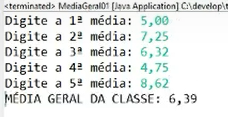 <terminated> MediaGeral01 [Java Application] C:\develop\
Digite a 1ª média: 5,00
Digite a 2ª média: 7,25
Digite a 3ª média: 6,32
Digite a 4ª média: 4,75
Digite a 5ª média: 8,62
MÉDIA GERAL DA CLASSE: 6,39